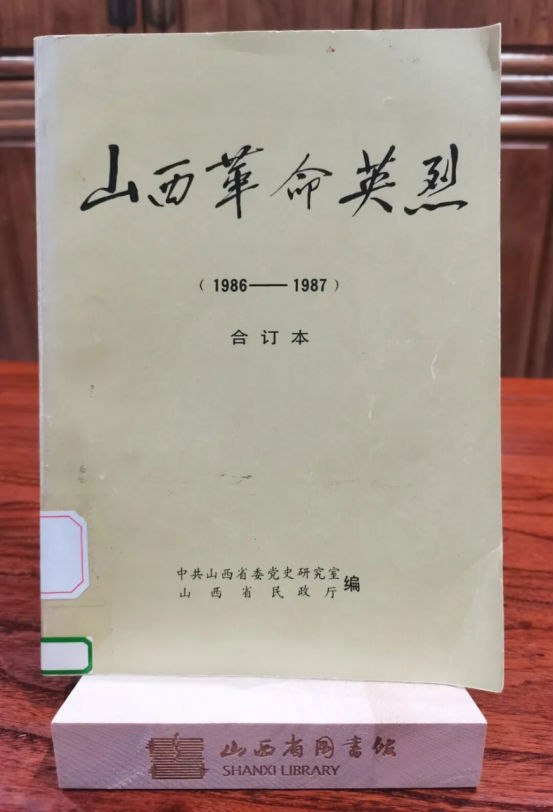 山西革命英烈
（1986——1987）
合订本
中共山西省委党史研究室
山西省民政厅
编
山西省图书馆
SHANXI LIBRARY